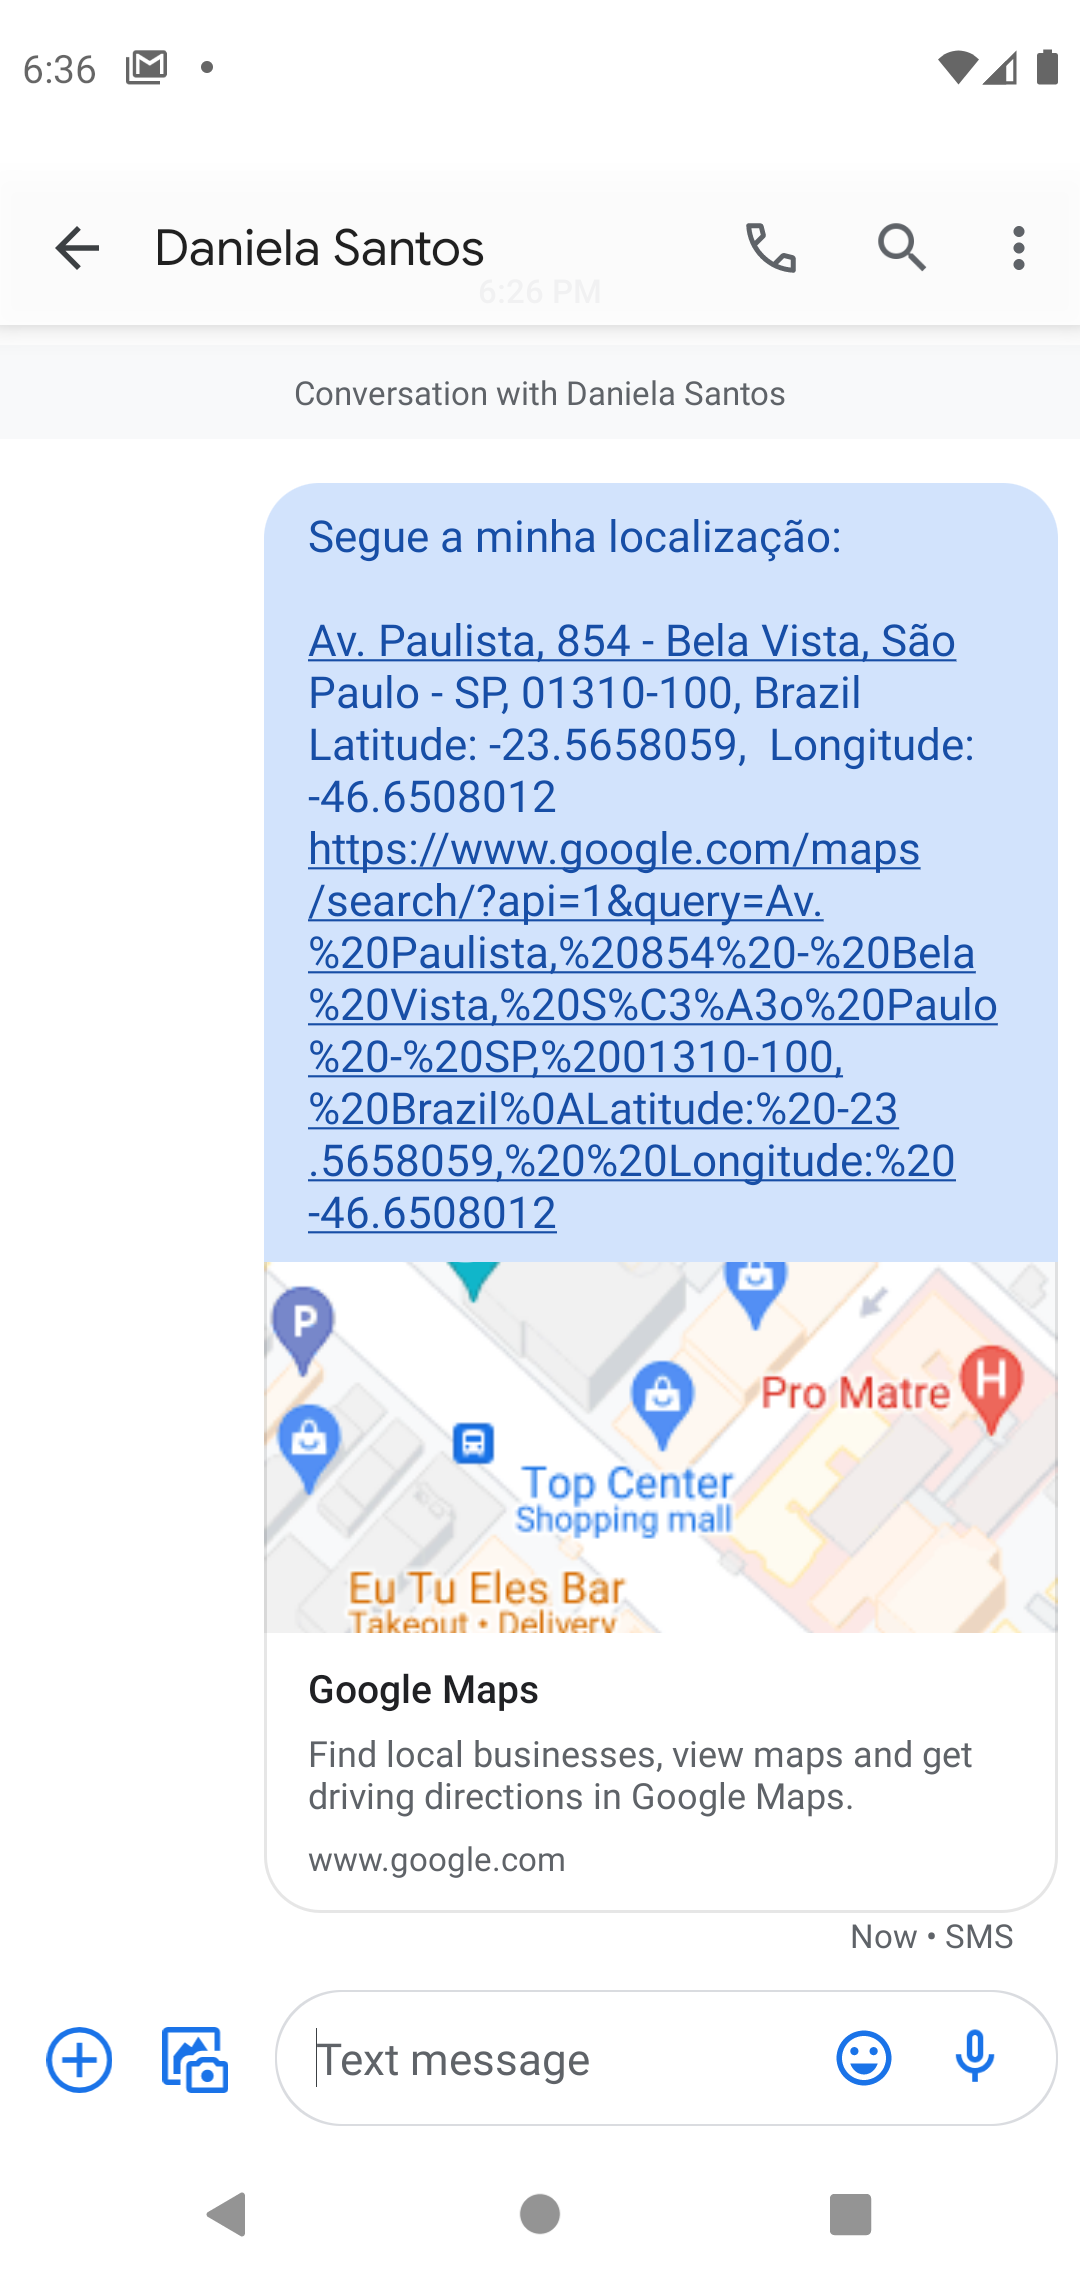 6:36
Daniela Santos
6:26 PM
Conversation with Daniela Santos
Segue a minha localização:
Av. Paulista, 854 - Bela Vista, São
Paulo - SP, 01310-100, Brazil
Latitude: -23.5658059,  Longitude:
-46.6508012
https://www.google.com/maps
/search/?api=1&query=Av.
%20Paulista,%20854%20-%20Bela
%20Vista,%20S%C3%A3o%20Paulo
%20-%20SP,%2001310-100,
%20Brazil%0ALatitude:%20-23
.5658059,%20%20Longitude:%20
-46.6508012
P
H
Pro Matre
Top Center
Shopping mall
Eu Tu Eles Bar
Takeout • Delivery
Google Maps
Find local businesses, view maps and get
driving directions in Google Maps.
www.google.com
Now • SMS
Text message